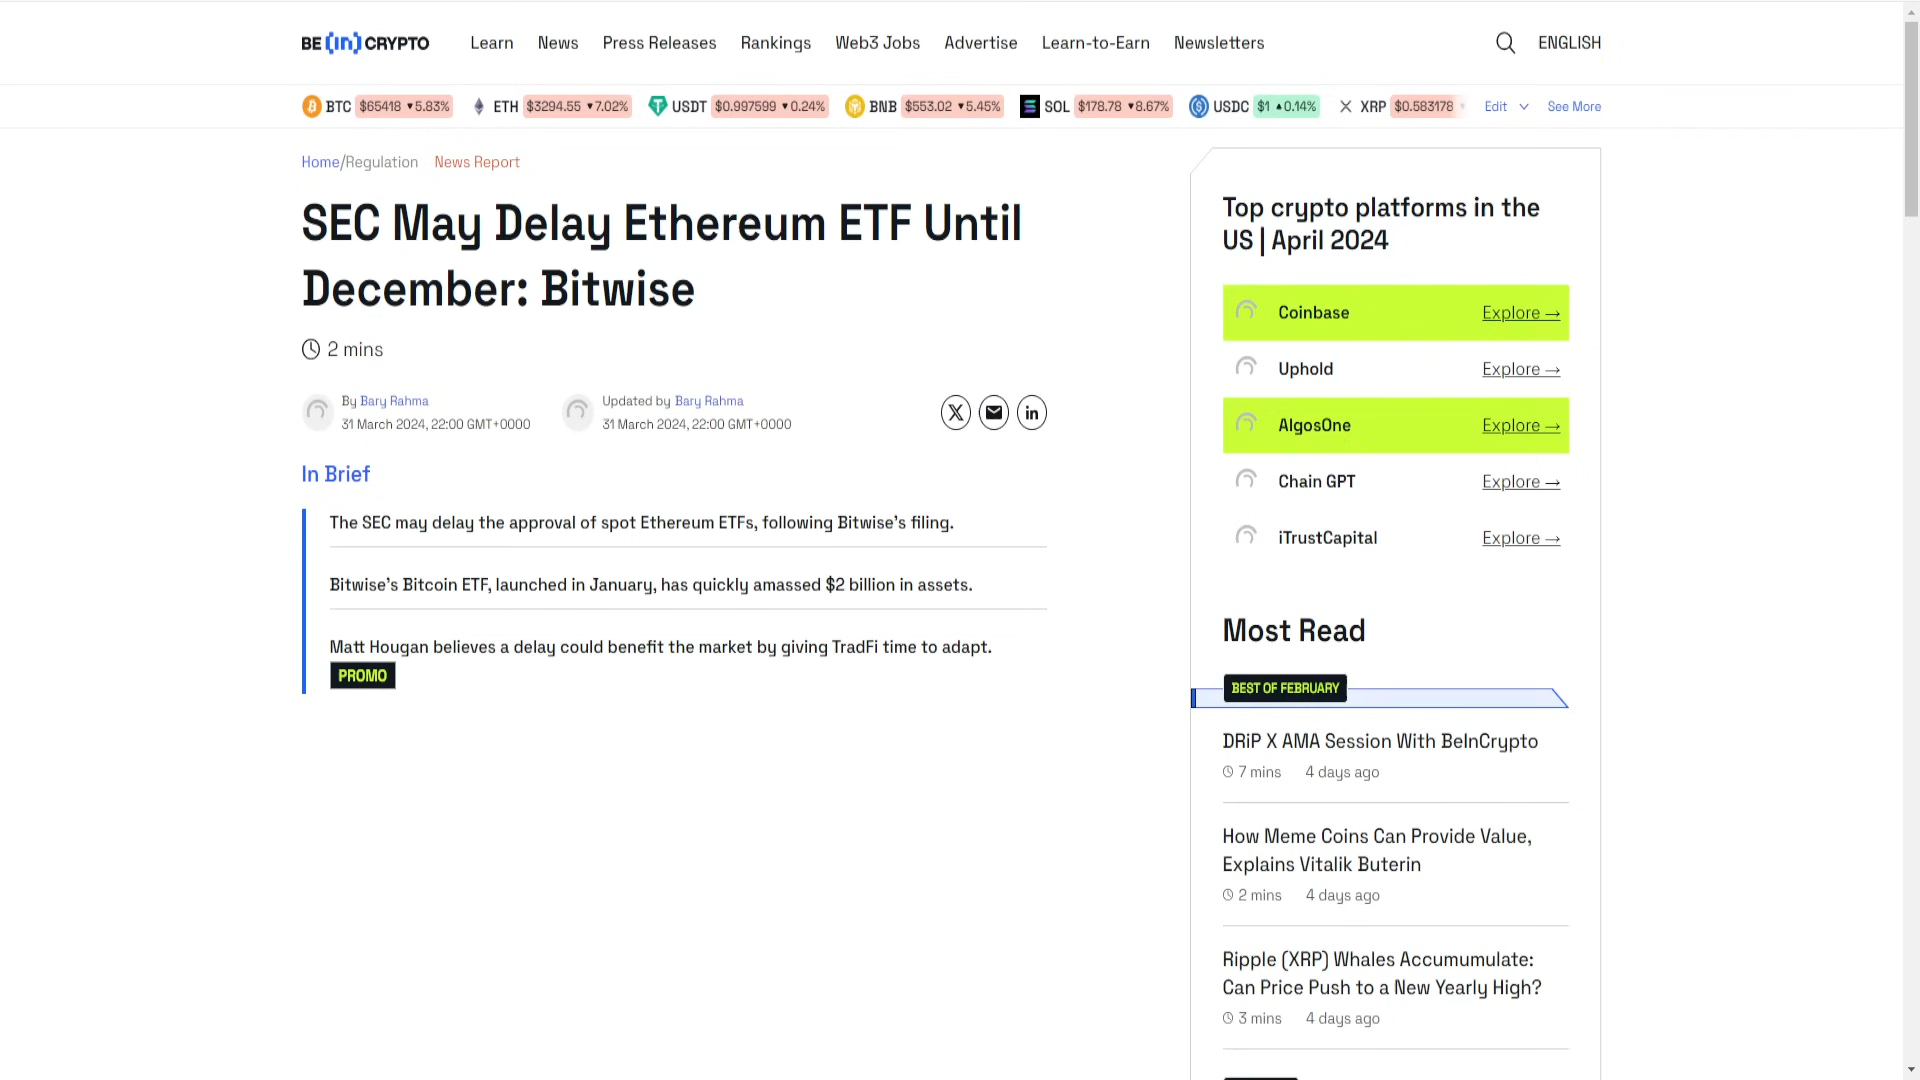 BE [in] CRYPTO
Learn
News
Press Releases
Rankings
Web3 Jobs
Advertise
Learn-to-Earn
Newsletters
ENGLISH
BTC $65418 ▾5.83%
ETH $3294.55 ▾7.02%
USDT $0.997599 ▾0.24%
BNB $553.02 ▾5.45%
SOL $178.78 ▾8.67%
USDC $1 ▴0.14%
XRP $0.583178
Edit
See More
Home/Regulation News Report
SEC May Delay Ethereum ETF Until
December: Bitwise
2 mins
By Bary Rahma
31 March 2024, 22:00 GMT+0000
Updated by Bary Rahma
31 March 2024, 22:00 GMT+0000
In Brief
The SEC may delay the approval of spot Ethereum ETFs, following Bitwise's filing.
Bitwise's Bitcoin ETF, launched in January, has quickly amassed $2 billion in assets.
Matt Hougan believes a delay could benefit the market by giving TradFi time to adapt.
PROMO
Top crypto platforms in the
US | April 2024
Coinbase Explore →
Uphold Explore →
AlgosOne Explore →
Chain GPT Explore →
iTrustCapital Explore →
Most Read
BEST OF FEBRUARY
DRiP X AMA Session With BeInCrypto
7 mins 4 days ago
How Meme Coins Can Provide Value,
Explains Vitalik Buterin
2 mins 4 days ago
Ripple (XRP) Whales Accumumulate:
Can Price Push to a New Yearly High?
3 mins 4 days ago